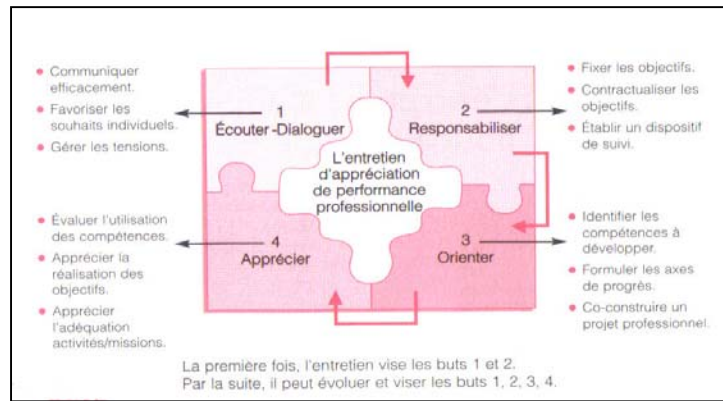 • Communiquer
efficacement.
• Favoriser les
souhaits individuels.
• Gérer les tensions.
1
Écouter-Dialoguer
2
Responsabiliser
• Fixer les objectifs.
• Contractualiser les
objectifs.
• Établir un dispositif
de suivi.
L'entretien
d'appréciation
de performance
professionnelle
• Évaluer l'utilisation
des compétences.
• Apprécier la
réalisation des
objectifs.
• Apprécier
l'adéquation
activités/missions.
4
Apprécier
3
Orienter
• Identifier les
compétences à
développer.
• Formuler les axes
de progrès.
• Co-construire un
projet professionnel.
La première fois, l'entretien vise les buts 1 et 2.
Par la suite, il peut évoluer et viser les buts 1, 2, 3, 4.